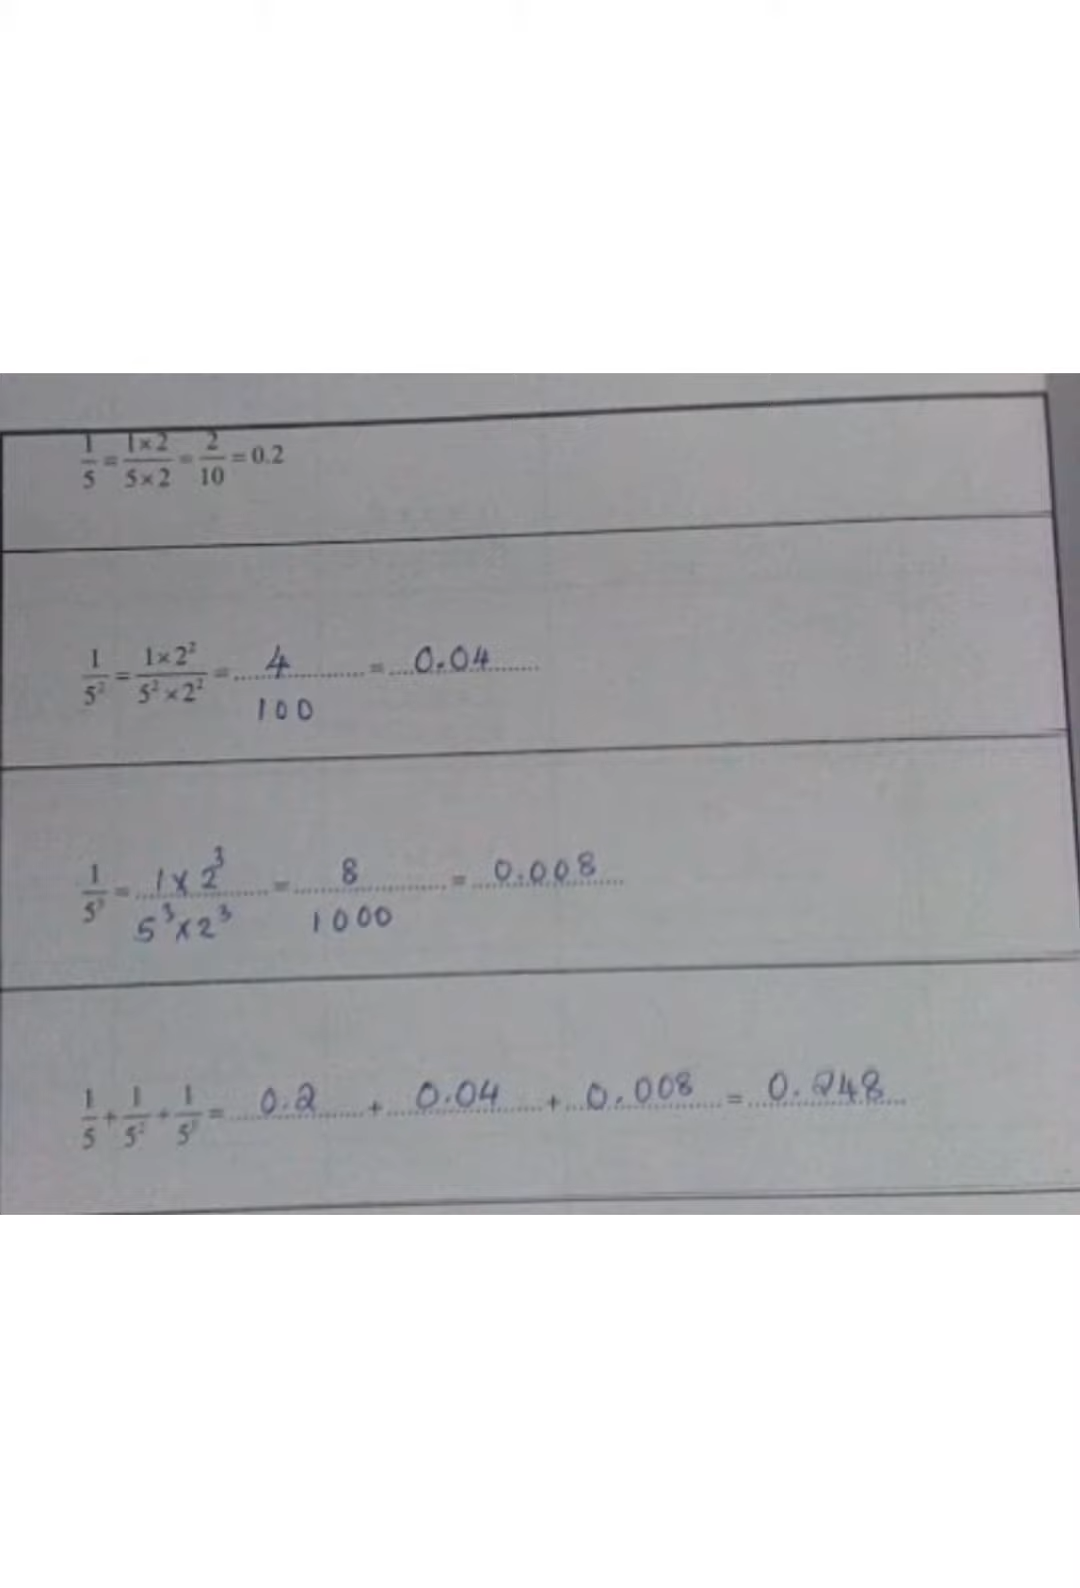 1/5 = 1×2/5×2 = 2/10 = 0.2
1/5² = 1×2²/5²×2² = 4/100 = 0.04
1/5³ = 1×2³/5³×2³ = 8/1000 = 0.008
1/5 + 1/5² + 1/5³ = 0.2 + 0.04 + 0.008 = 0.248